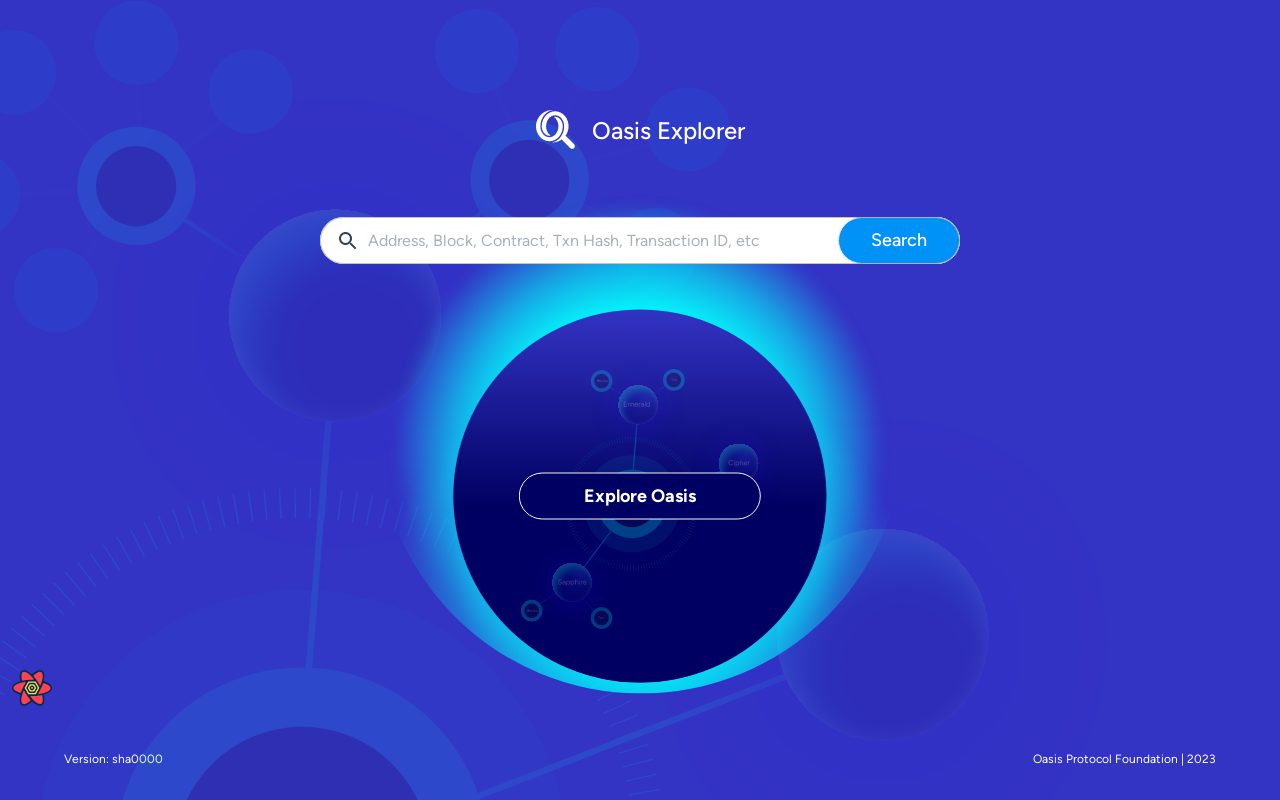 Oasis Explorer
Address, Block, Contract, Txn Hash, Transaction ID, etc
Search
Emerald
Cipher
Explore Oasis
Sapphire
Version: sha0000
Oasis Protocol Foundation | 2023